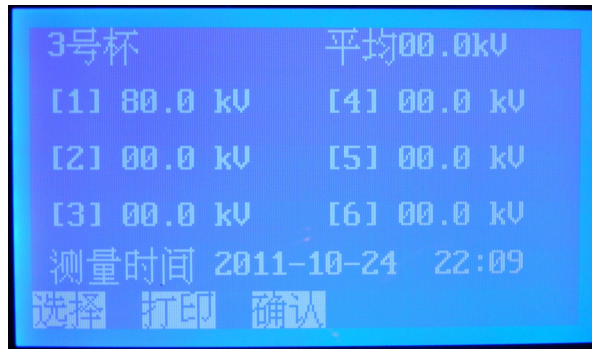 3号杯 平均00.0kV
[1] 80.0 kV [4] 00.0 kV
[2] 00.0 kV [5] 00.0 kV
[3] 00.0 kV [6] 00.0 kV
测量时间 2011-10-24 22:09
选择 打印 确认